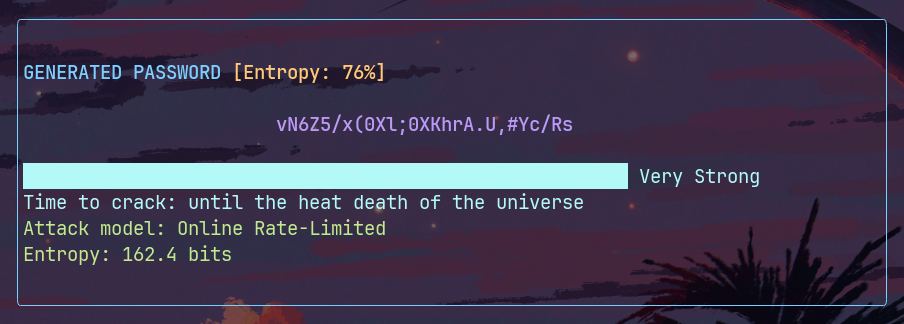 GENERATED PASSWORD [Entropy: 76%]
vN6Z5/x(0Xl;0XKhrA.U,#Yc/Rs
Very Strong
Time to crack: until the heat death of the universe
Attack model: Online Rate-Limited
Entropy: 162.4 bits